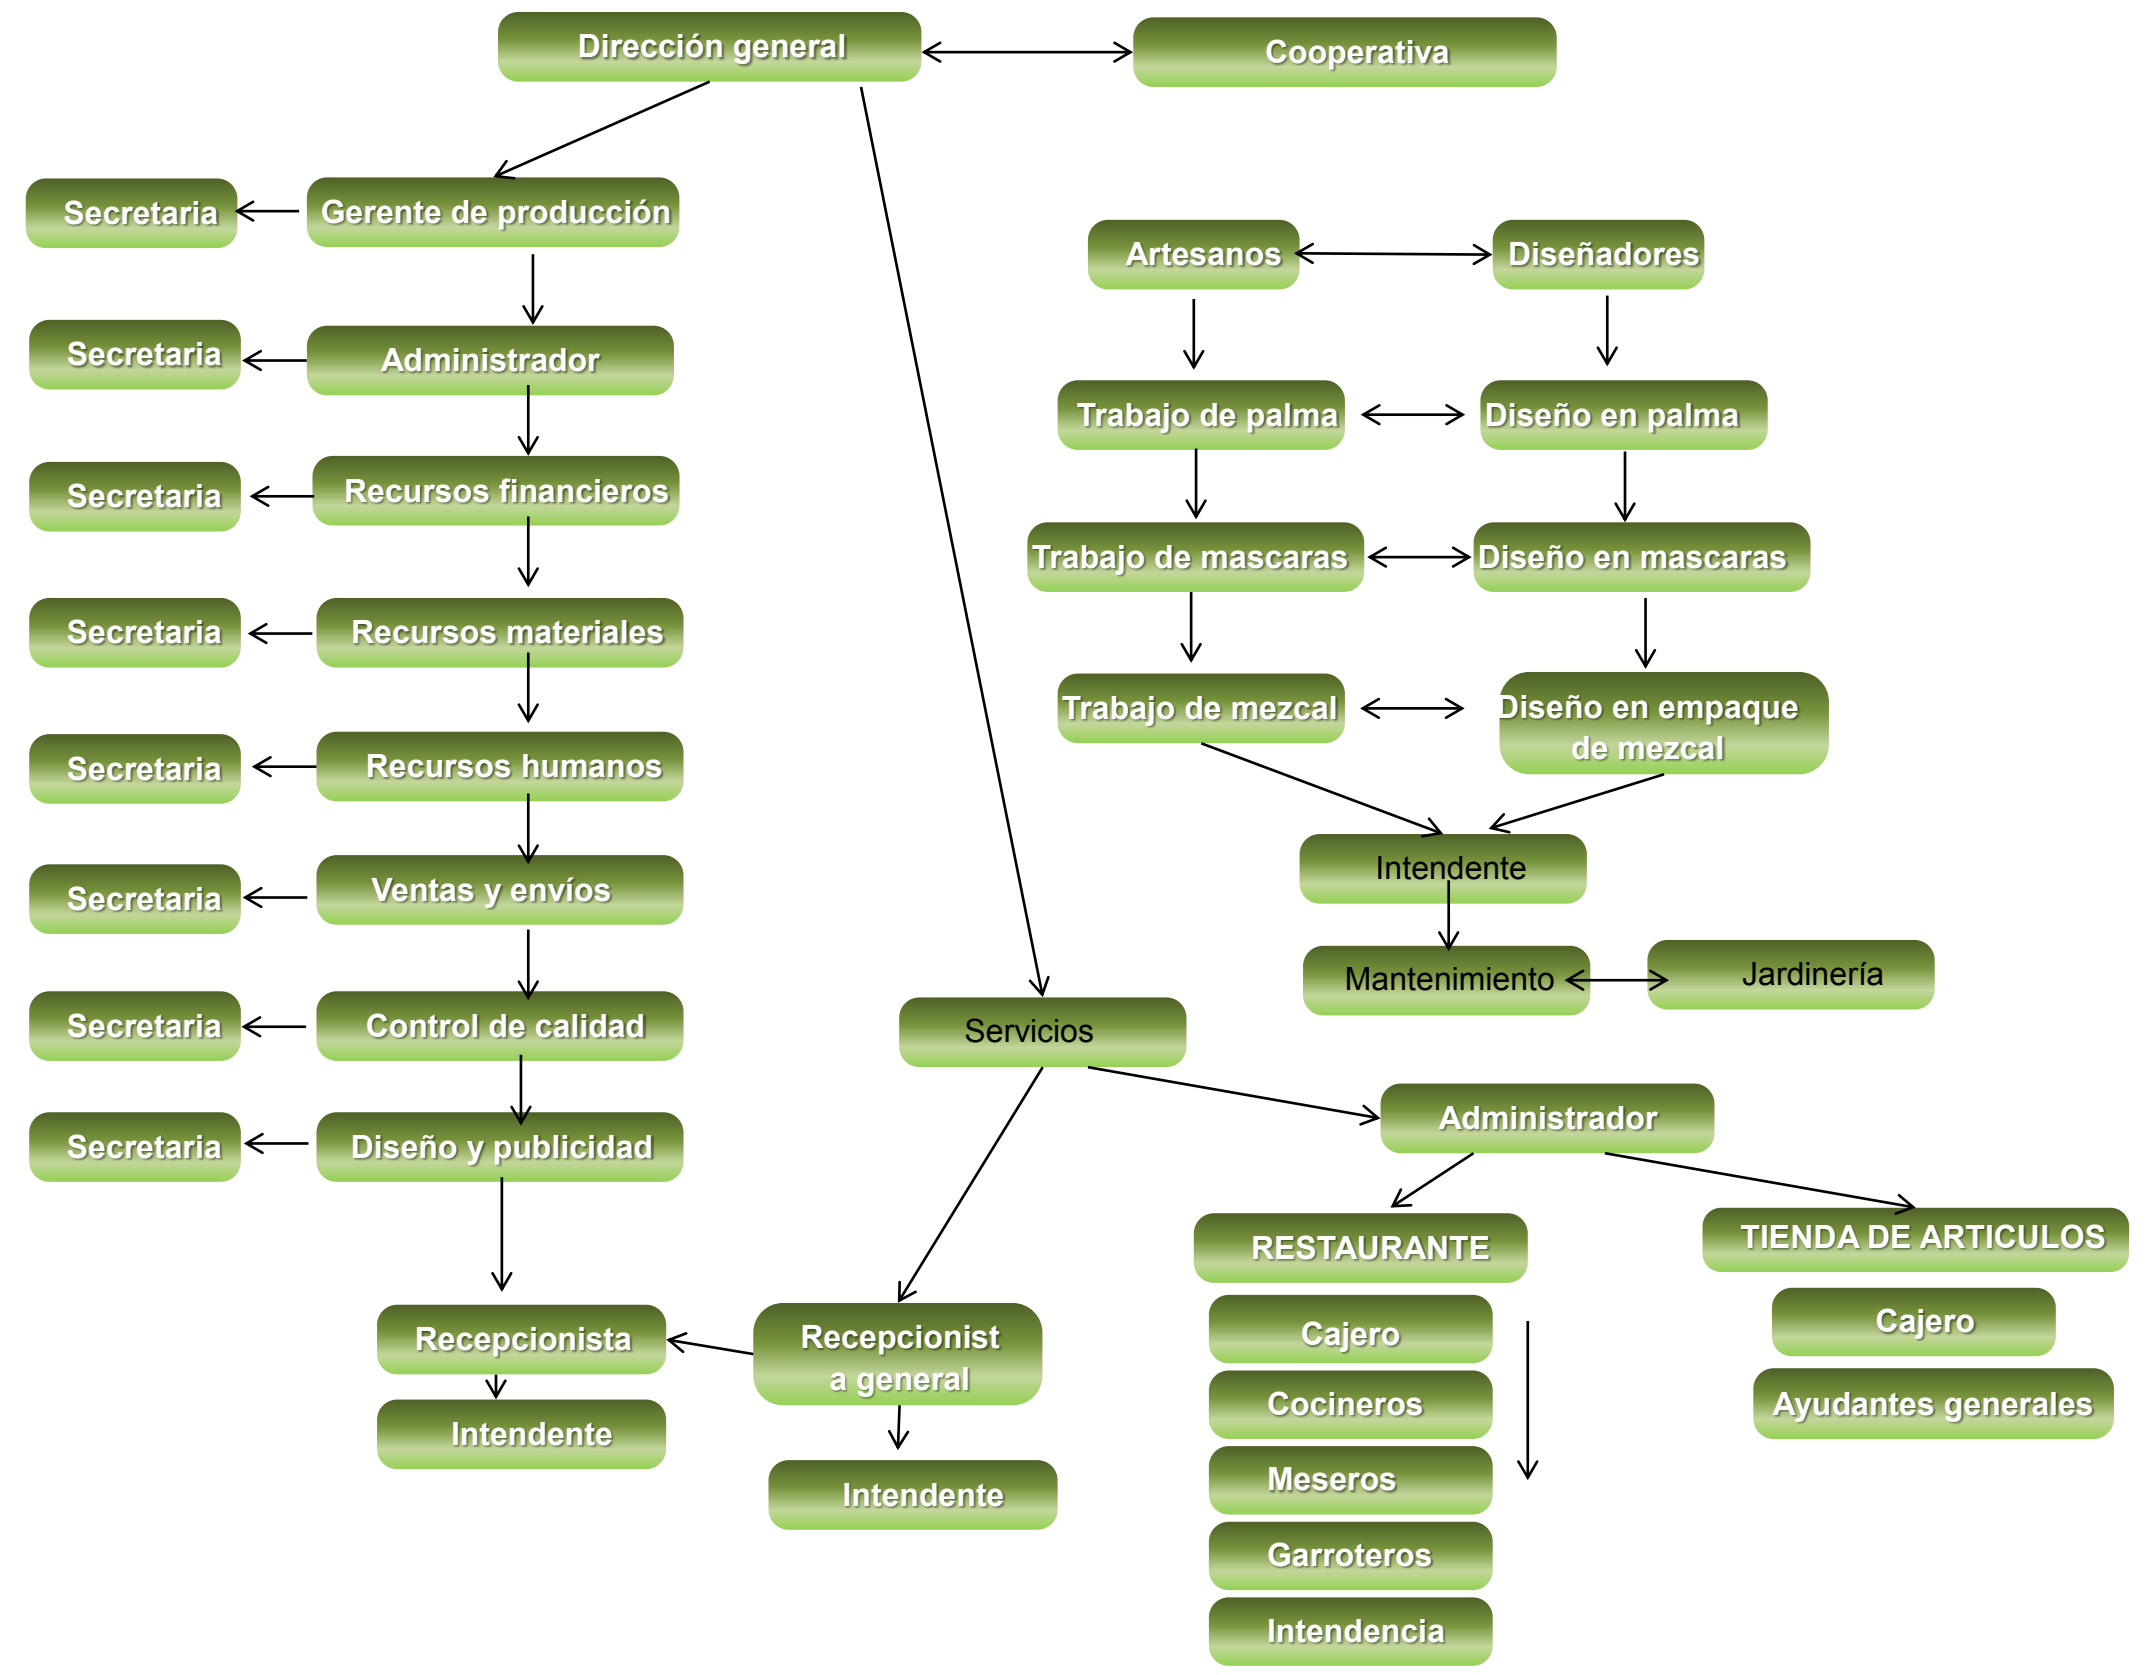 Dirección general
Cooperativa
Secretaria
Gerente de producción
Artesanos
Diseñadores
Secretaria
Administrador
Trabajo de palma
Diseño en palma
Secretaria
Recursos financieros
Trabajo de mascaras
Diseño en mascaras
Secretaria
Recursos materiales
Trabajo de mezcal
Diseño en empaque
de mezcal
Secretaria
Recursos humanos
Intendente
Secretaria
Ventas y envíos
Mantenimiento
Jardinería
Secretaria
Control de calidad
Servicios
Administrador
Secretaria
Diseño y publicidad
RESTAURANTE
TIENDA DE ARTICULOS
Recepcionista
Recepcionist
a general
Cajero
Cajero
Intendente
Cocineros
Ayudantes generales
Intendente
Meseros
Garroteros
Intendencia